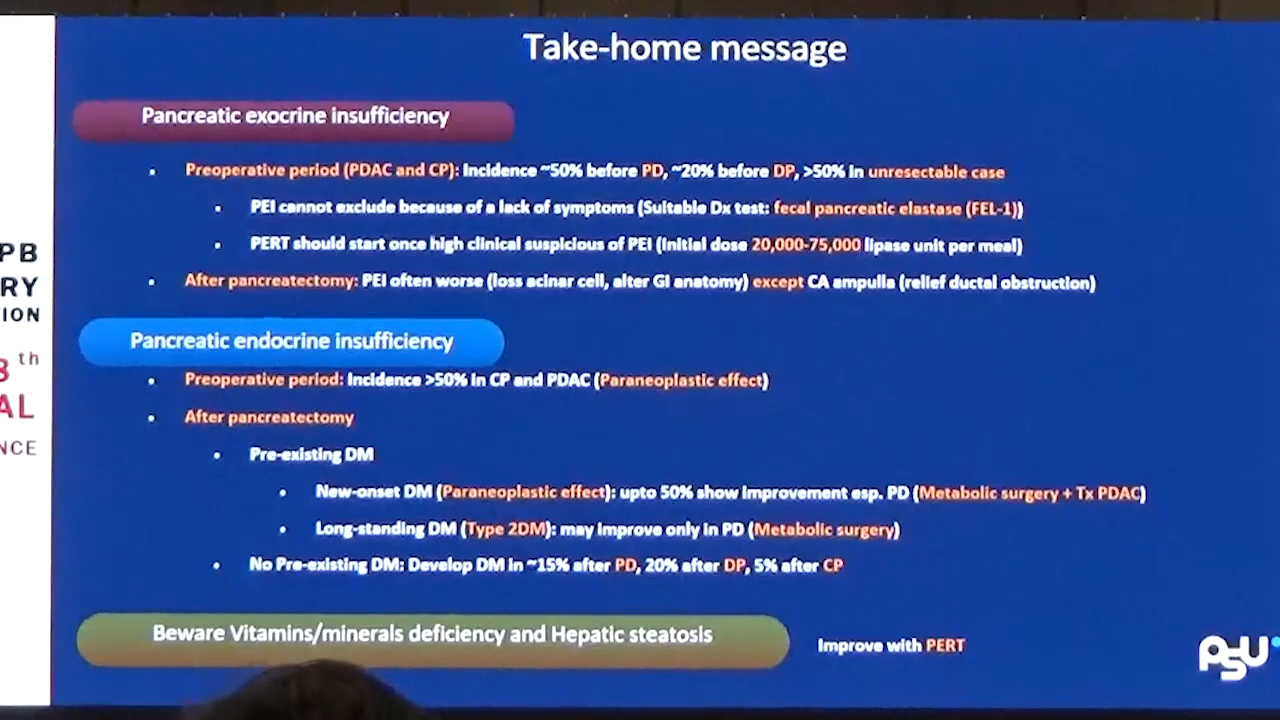 Take-home message
Pancreatic exocrine insufficiency
Preoperative period (PDAC and CP): Incidence ~50% before PD, ~20% before DP, >50% in unresectable case
PEI cannot exclude because of a lack of symptoms (Suitable Dx test: fecal pancreatic elastase (FEL-1))
PERT should start once high clinical suspicious of PEI (Initial dose 20,000-75,000 lipase unit per meal)
After pancreatectomy: PEI often worse (loss acinar cell, alter GI anatomy) except CA ampulla (relief ductal obstruction)
Pancreatic endocrine insufficiency
Preoperative period: Incidence >50% in CP and PDAC (Paraneoplastic effect)
After pancreatectomy
Pre-existing DM
New-onset DM (Paraneoplastic effect): upto 50% show improvement esp. PD (Metabolic surgery + Tx PDAC)
Long-standing DM (Type 2DM): may improve only in PD (Metabolic surgery)
No Pre-existing DM: Develop DM in ~15% after PD, 20% after DP, 5% after CP
Beware Vitamins/minerals deficiency and Hepatic steatosis
Improve with PERT
PSU
PB
RY
ION
8 th
AL
NCE